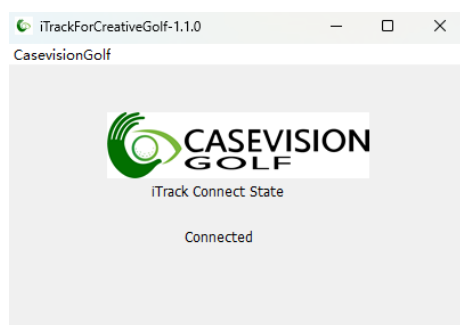 iTrackForCreativeGolf-1.1.0
CasevisionGolf
CASEVISION
GOLF
iTrack Connect State
Connected